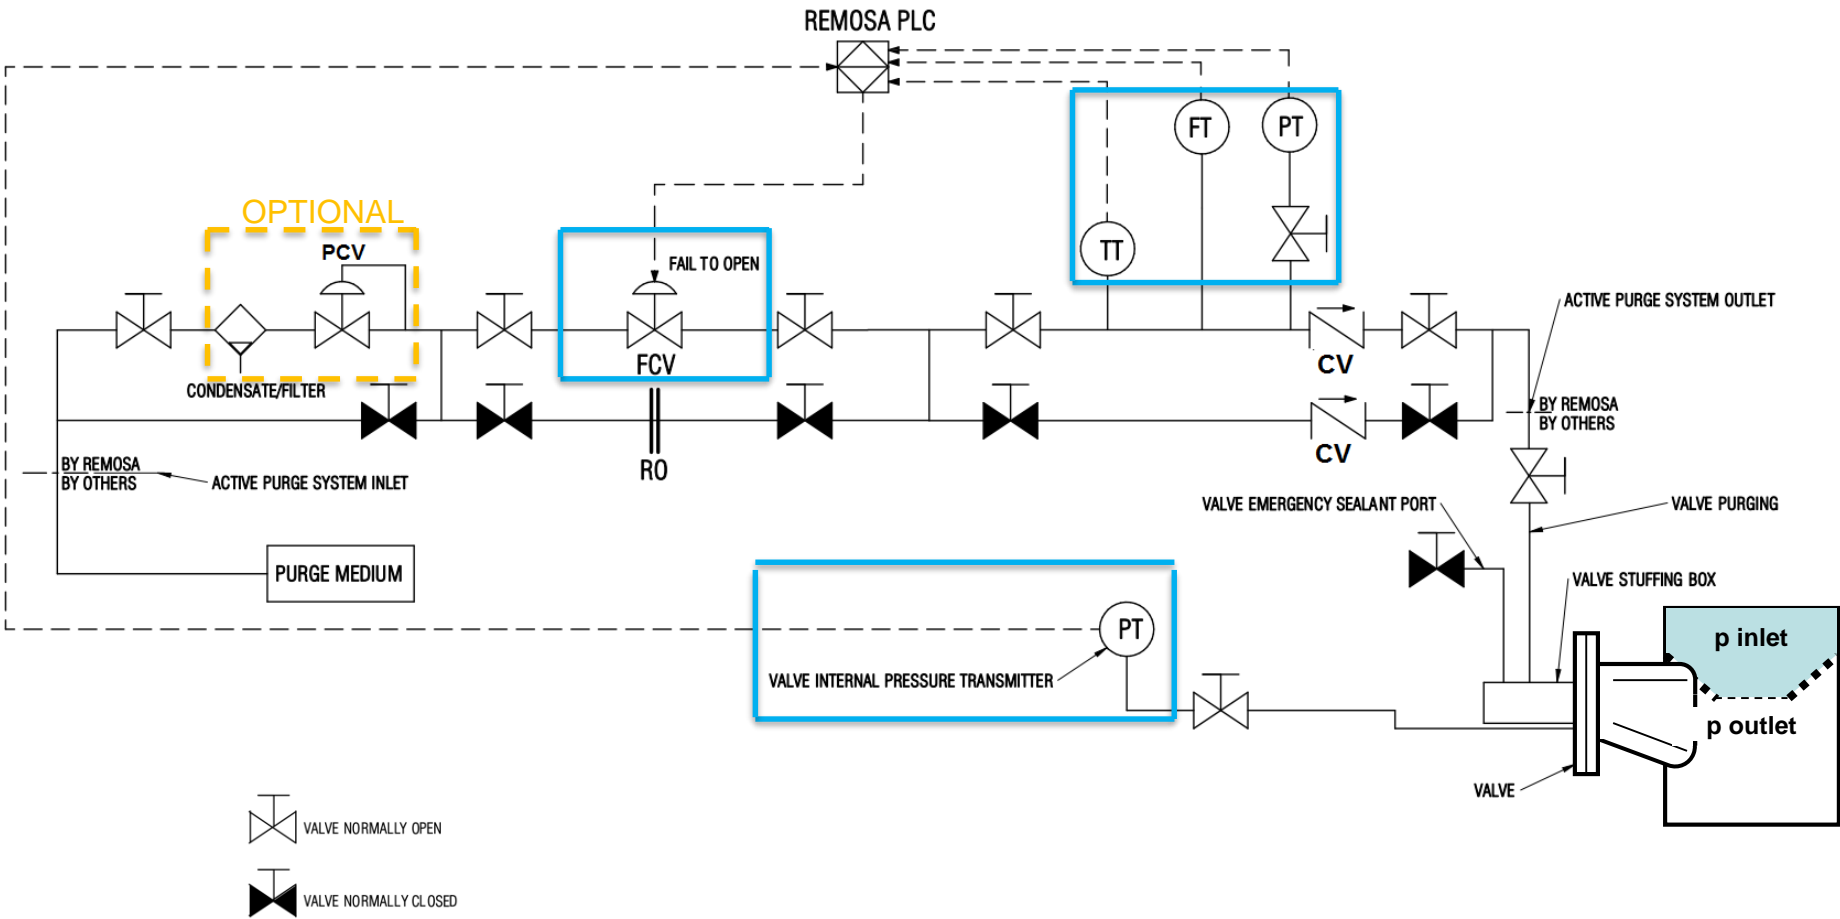 REMOSA PLC
FT
PT
OPTIONAL
PCV
TT
FAIL TO OPEN
ACTIVE PURGE SYSTEM OUTLET
FCV
CV
CONDENSATE/FILTER
BY REMOSA
BY OTHERS
CV
RO
BY REMOSA
BY OTHERS
ACTIVE PURGE SYSTEM INLET
VALVE EMERGENCY SEALANT PORT
VALVE PURGING
PURGE MEDIUM
VALVE STUFFING BOX
PT
p inlet
VALVE INTERNAL PRESSURE TRANSMITTER
p outlet
VALVE
VALVE NORMALLY OPEN
VALVE NORMALLY CLOSED